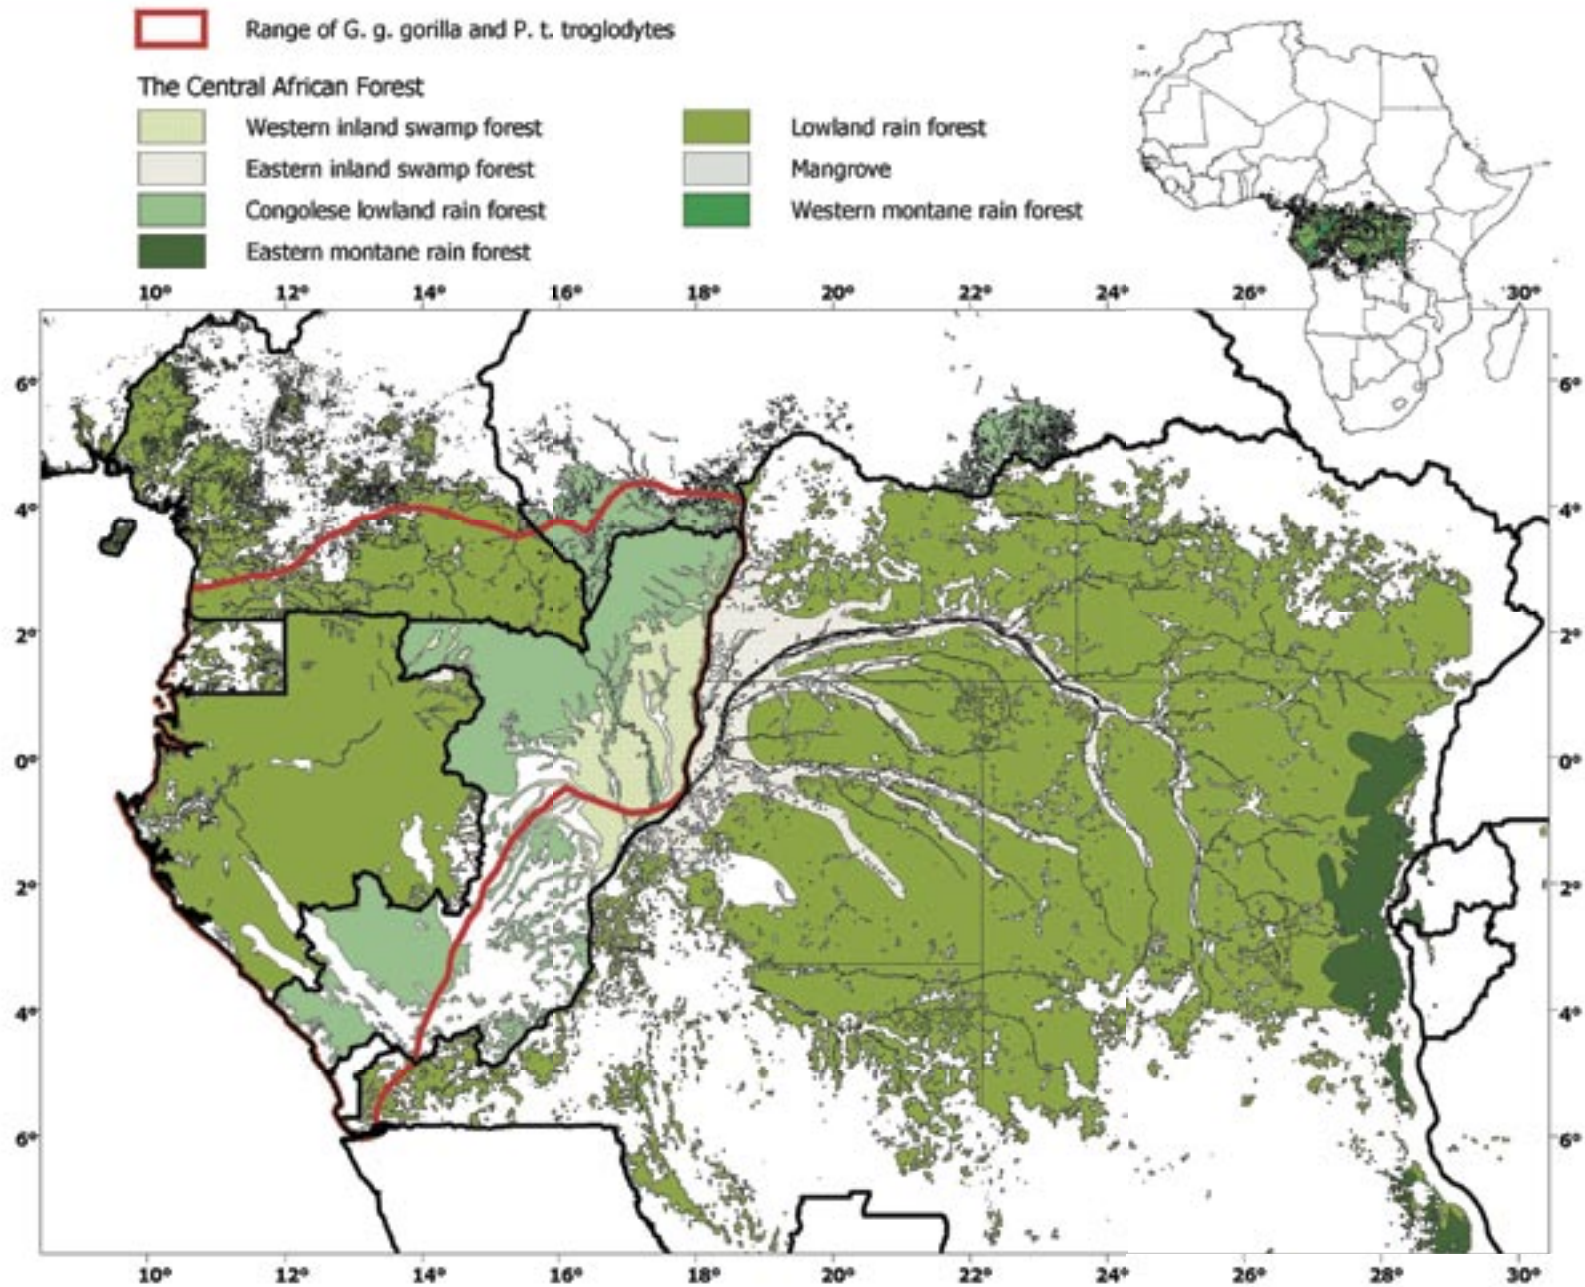 Range of G. g. gorilla and P. t. troglodytes
The Central African Forest
Western inland swamp forest
Lowland rain forest
Eastern inland swamp forest
Mangrove
Congolese lowland rain forest
Western montane rain forest
Eastern montane rain forest
10° 12° 14° 16° 18° 20° 22° 24° 26° 30°
6° 6°
4° 4°
2° 2°
0° 0°
2° 2°
4° 4°
6° 6°
10° 12° 14° 16° 18° 20° 22° 24° 26° 28° 30°